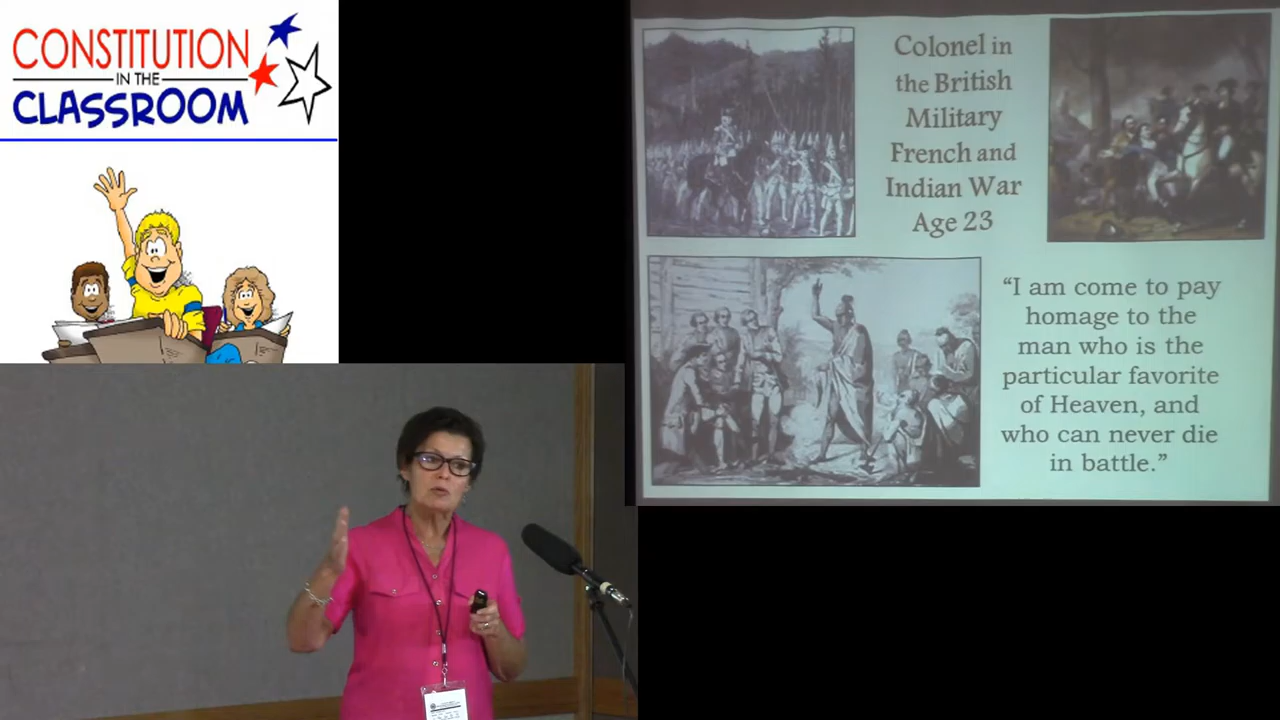 CONSTITUTION
IN THE
CLASSROOM
Colonel in
the British
Military
French and
Indian War
Age 23
“I am come to pay
homage to the
man who is the
particular favorite
of Heaven, and
who can never die
in battle.”